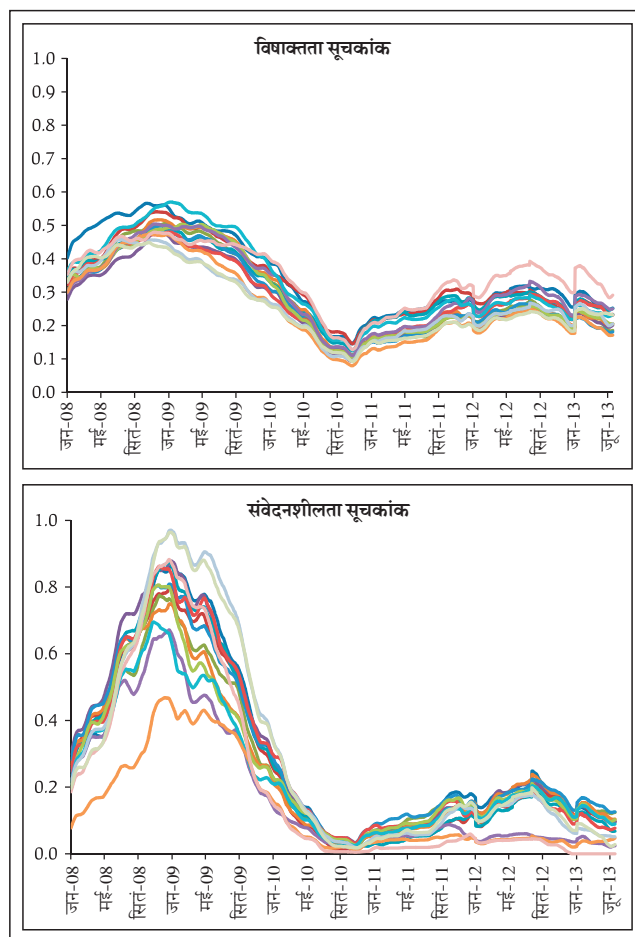 विषाक्तता सूचकांक
1.0
0.9
0.8
0.7
0.6
0.5
0.4
0.3
0.2
0.1
0.0
जन-08
मई-08
सितं-08
जन-09
मई-09
सितं-09
जन-10
मई-10
सितं-10
जन-11
मई-11
सितं-11
जन-12
मई-12
सितं-12
जन-13
जून-13
संवेदनशीलता सूचकांक
1.0
0.8
0.6
0.4
0.2
0.0
जन-08
मई-08
सितं-08
जन-09
मई-09
सितं-09
जन-10
मई-10
सितं-10
जन-11
मई-11
सितं-11
जन-12
मई-12
सितं-12
जन-13
जून-13